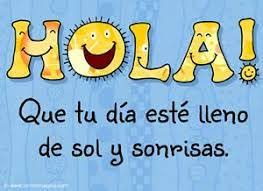 HOLA!
Que tu día esté lleno
de sol y sonrisas.